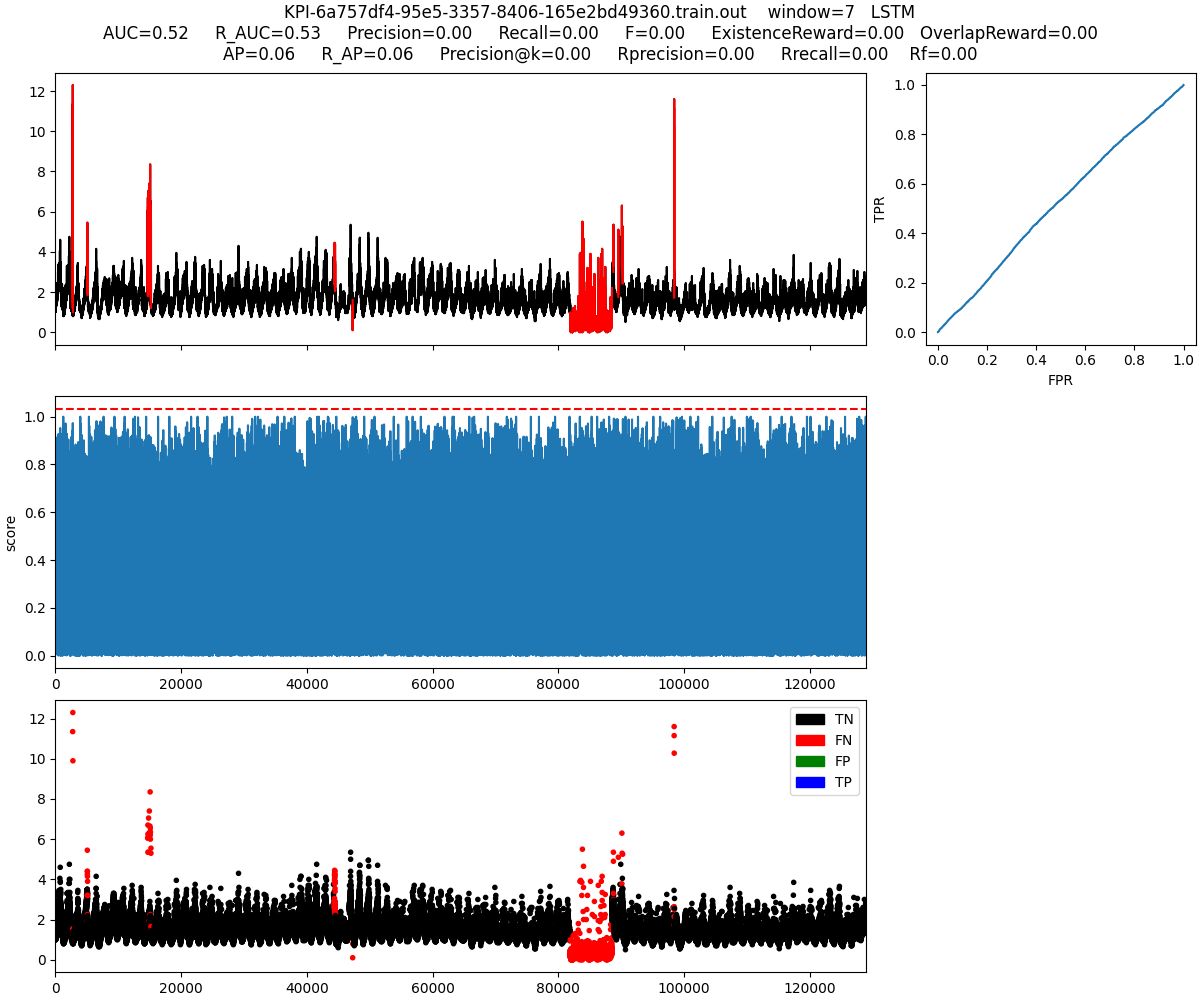 KPI-6a757df4-95e5-3357-8406-165e2bd49360.train.out window=7 LSTM
AUC=0.52 R_AUC=0.53 Precision=0.00 Recall=0.00 F=0.00 ExistenceReward=0.00 OverlapReward=0.00
AP=0.06 R_AP=0.06 Precision@k=0.00 Rprecision=0.00 Rrecall=0.00 Rf=0.00
12
10
8
6
4
2
0
1.0
0.8
0.6
0.4
0.2
0.0
TPR
0.0 0.2 0.4 0.6 0.8 1.0
FPR
1.0
0.8
0.6
0.4
0.2
0.0
score
0 20000 40000 60000 80000 100000 120000
12
10
8
6
4
2
0
TN
FN
FP
TP
0 20000 40000 60000 80000 100000 120000